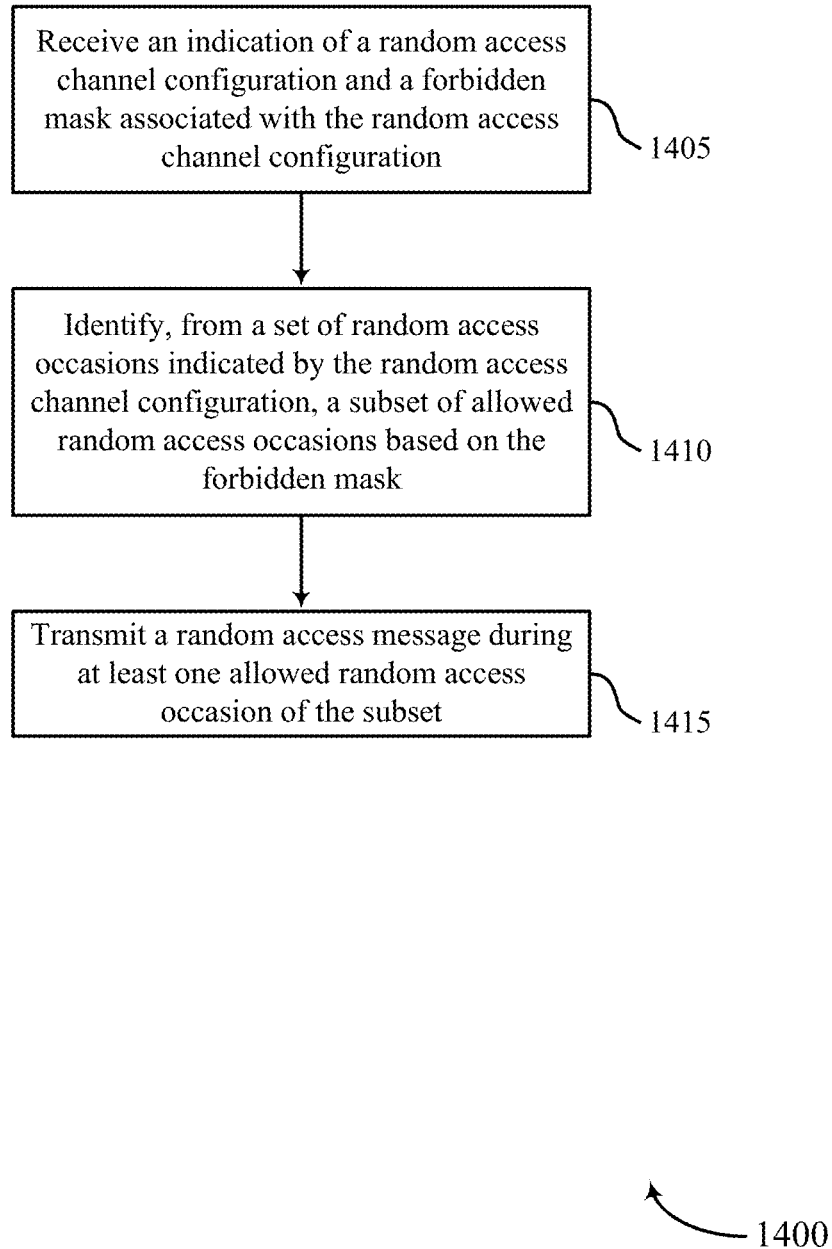 Receive an indication of a random access
channel configuration and a forbidden
mask associated with the random access
channel configuration
1405
Identify, from a set of random access
occasions indicated by the random access
channel configuration, a subset of allowed
random access occasions based on the
forbidden mask
1410
Transmit a random access message during
at least one allowed random access
occasion of the subset
1415
1400